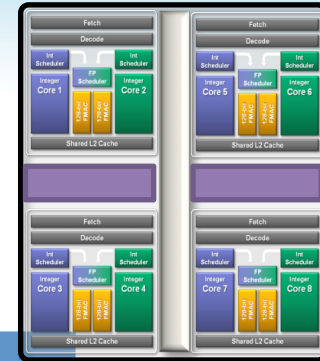 Fetch
Decode
Int Scheduler
FP Scheduler
Int Scheduler
Integer Core 1
128-bit FMAC
128-bit FMAC
Integer Core 2
Shared L2 Cache
Fetch
Decode
Int Scheduler
FP Scheduler
Int Scheduler
Integer Core 5
128-bit FMAC
128-bit FMAC
Integer Core 6
Shared L2 Cache
Fetch
Decode
Int Scheduler
FP Scheduler
Int Scheduler
Integer Core 3
128-bit FMAC
128-bit FMAC
Integer Core 4
Shared L2 Cache
Fetch
Decode
Int Scheduler
FP Scheduler
Int Scheduler
Integer Core 7
128-bit FMAC
128-bit FMAC
Integer Core 8
Shared L2 Cache